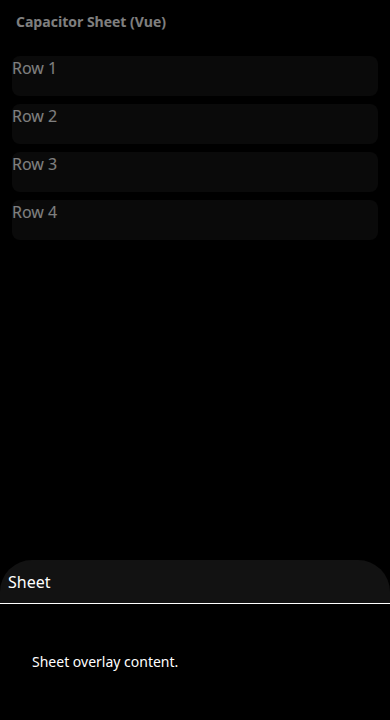 Capacitor Sheet (Vue)
Row 1
Row 2
Row 3
Row 4
Sheet
Sheet overlay content.